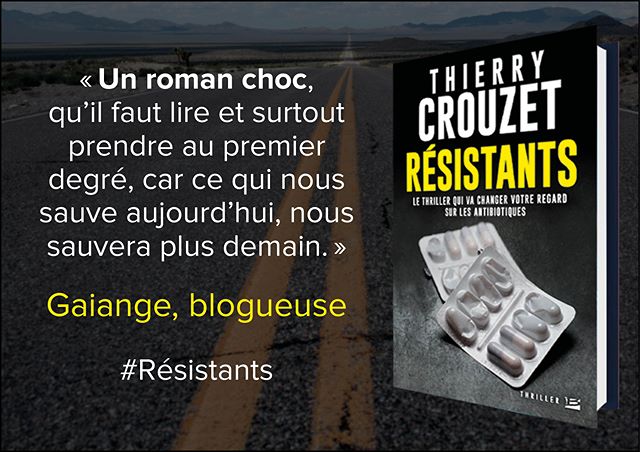 « Un roman choc,
qu’il faut lire et surtout
prendre au premier
degré, car ce qui nous
sauve aujourd’hui, nous
sauvera plus demain. »
Gaiange, blogueuse
#Résistants
THIERRY
CROUZET
RÉSISTANTS
LE THRILLER QUI VA CHANGER VOTRE REGARD
SUR LES ANTIBIOTIQUES
THRILLER